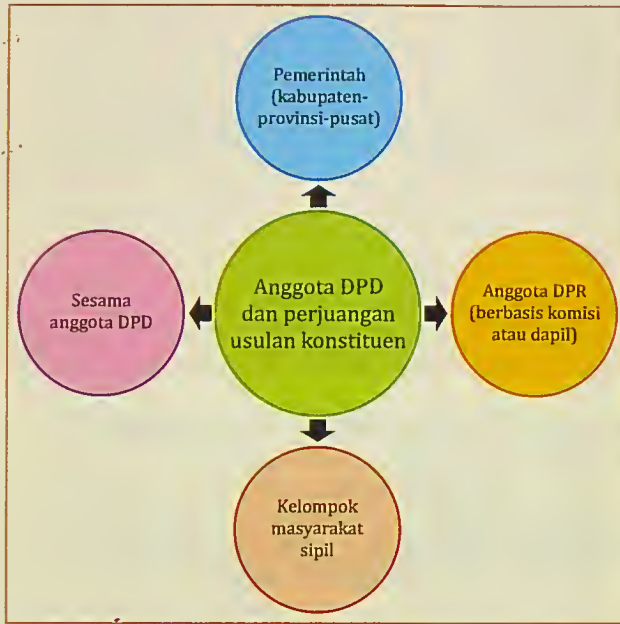 Pemerintah
(kabupaten-
provinsi-pusat)
Sesama
anggota DPD
Anggota DPD
dan perjuangan
usulan konstituen
Anggota DPR
(berbasis komisi
atau dapil)
Kelompok
masyarakat
sipil